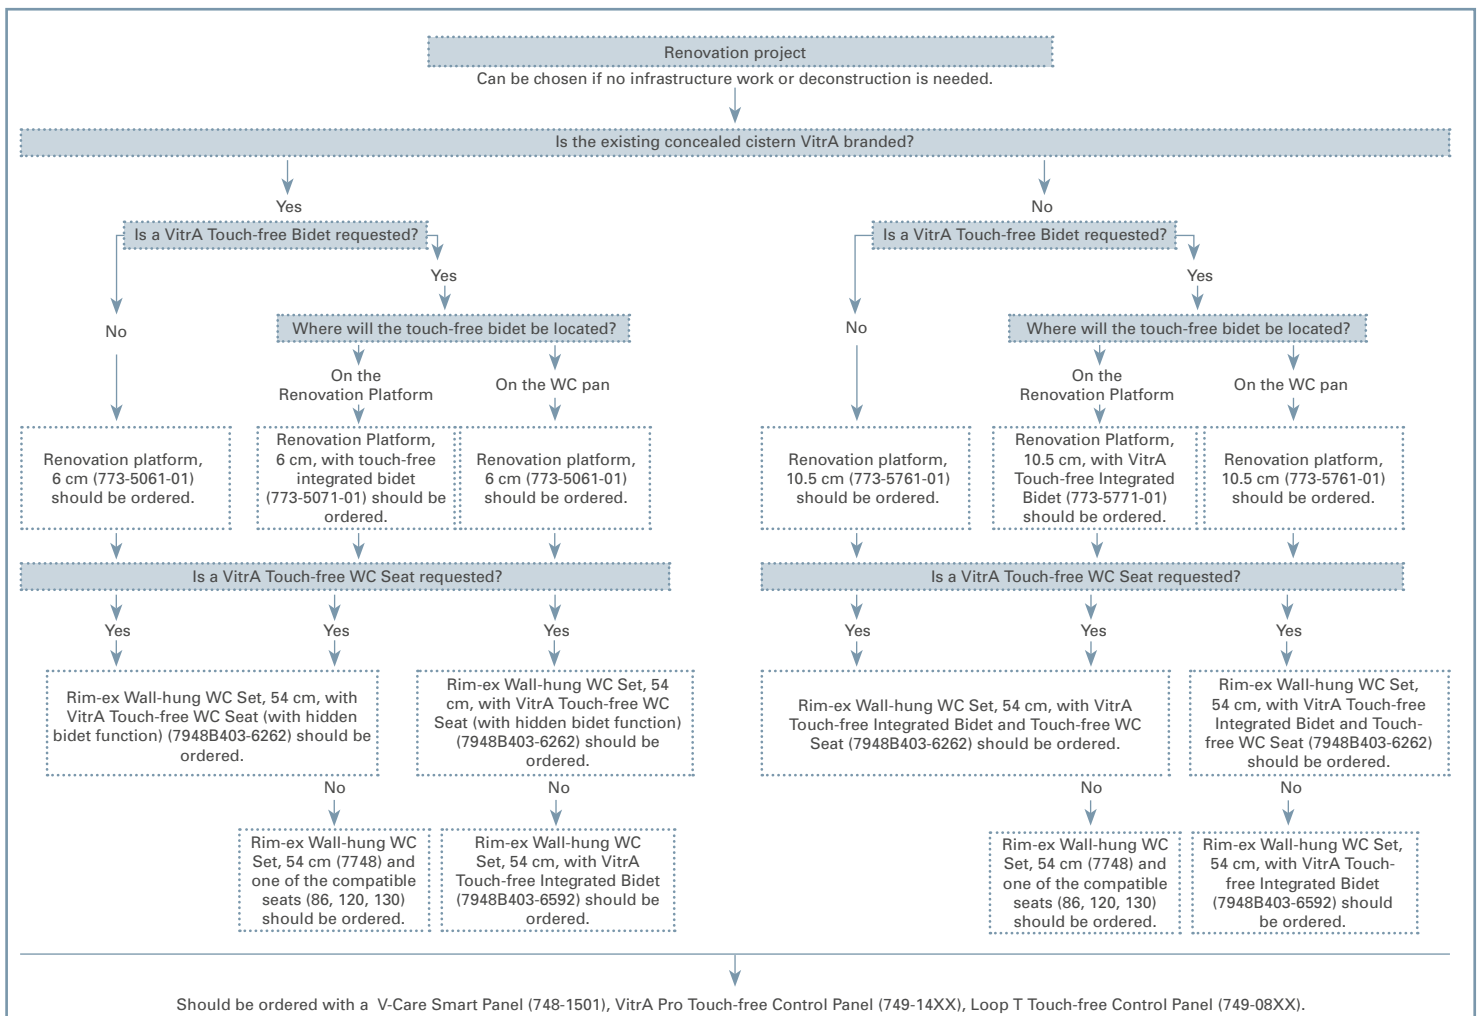 Renovation project
Can be chosen if no infrastructure work or deconstruction is needed.
Is the existing concealed cistern VitrA branded?
Yes
Is a VitrA Touch-free Bidet requested?
Yes
No
Where will the touch-free bidet be located?
On the
Renovation Platform
On the WC pan
Renovation platform,
6 cm (773-5061-01)
should be ordered.
Renovation Platform,
6 cm, with touch-free
integrated bidet
(773-5071-01) should be
ordered.
Renovation platform,
6 cm (773-5061-01)
should be ordered.
Is a VitrA Touch-free WC Seat requested?
Yes
Yes
Yes
Rim-ex Wall-hung WC Set, 54 cm, with
VitrA Touch-free WC Seat (with hidden
bidet function) (7948B403-6262) should be
ordered.
Rim-ex Wall-hung WC Set, 54
cm, with VitrA Touch-free WC
Seat (with hidden bidet function)
(7948B403-6262) should be
ordered.
No
No
Rim-ex Wall-hung WC
Set, 54 cm (7748) and
one of the compatible
seats (86, 120, 130)
should be ordered.
Rim-ex Wall-hung WC
Set, 54 cm, with VitrA
Touch-free Integrated Bidet
(7948B403-6592) should be
ordered.
No
Is a VitrA Touch-free Bidet requested?
Yes
No
Where will the touch-free bidet be located?
On the
Renovation Platform
On the WC pan
Renovation platform,
10.5 cm (773-5761-01)
should be ordered.
Renovation Platform,
10.5 cm, with VitrA
Touch-free Integrated
Bidet (773-5771-01)
should be ordered.
Renovation platform,
10.5 cm (773-5761-01)
should be ordered.
Is a VitrA Touch-free WC Seat requested?
Yes
Yes
Yes
Rim-ex Wall-hung WC Set, 54 cm, with VitrA
Touch-free Integrated Bidet and Touch-free WC
Seat (7948B403-6262) should be ordered.
Rim-ex Wall-hung WC Set,
54 cm, with VitrA Touch-free
Integrated Bidet and Touch-
free WC Seat (7948B403-6262)
should be ordered.
No
No
Rim-ex Wall-hung WC
Set, 54 cm (7748) and
one of the compatible
seats (86, 120, 130)
should be ordered.
Rim-ex Wall-hung WC Set,
54 cm, with VitrA Touch-
free Integrated Bidet
(7948B403-6592) should
be ordered.
Should be ordered with a V-Care Smart Panel (748-1501), VitrA Pro Touch-free Control Panel (749-14XX), Loop T Touch-free Control Panel (749-08XX).